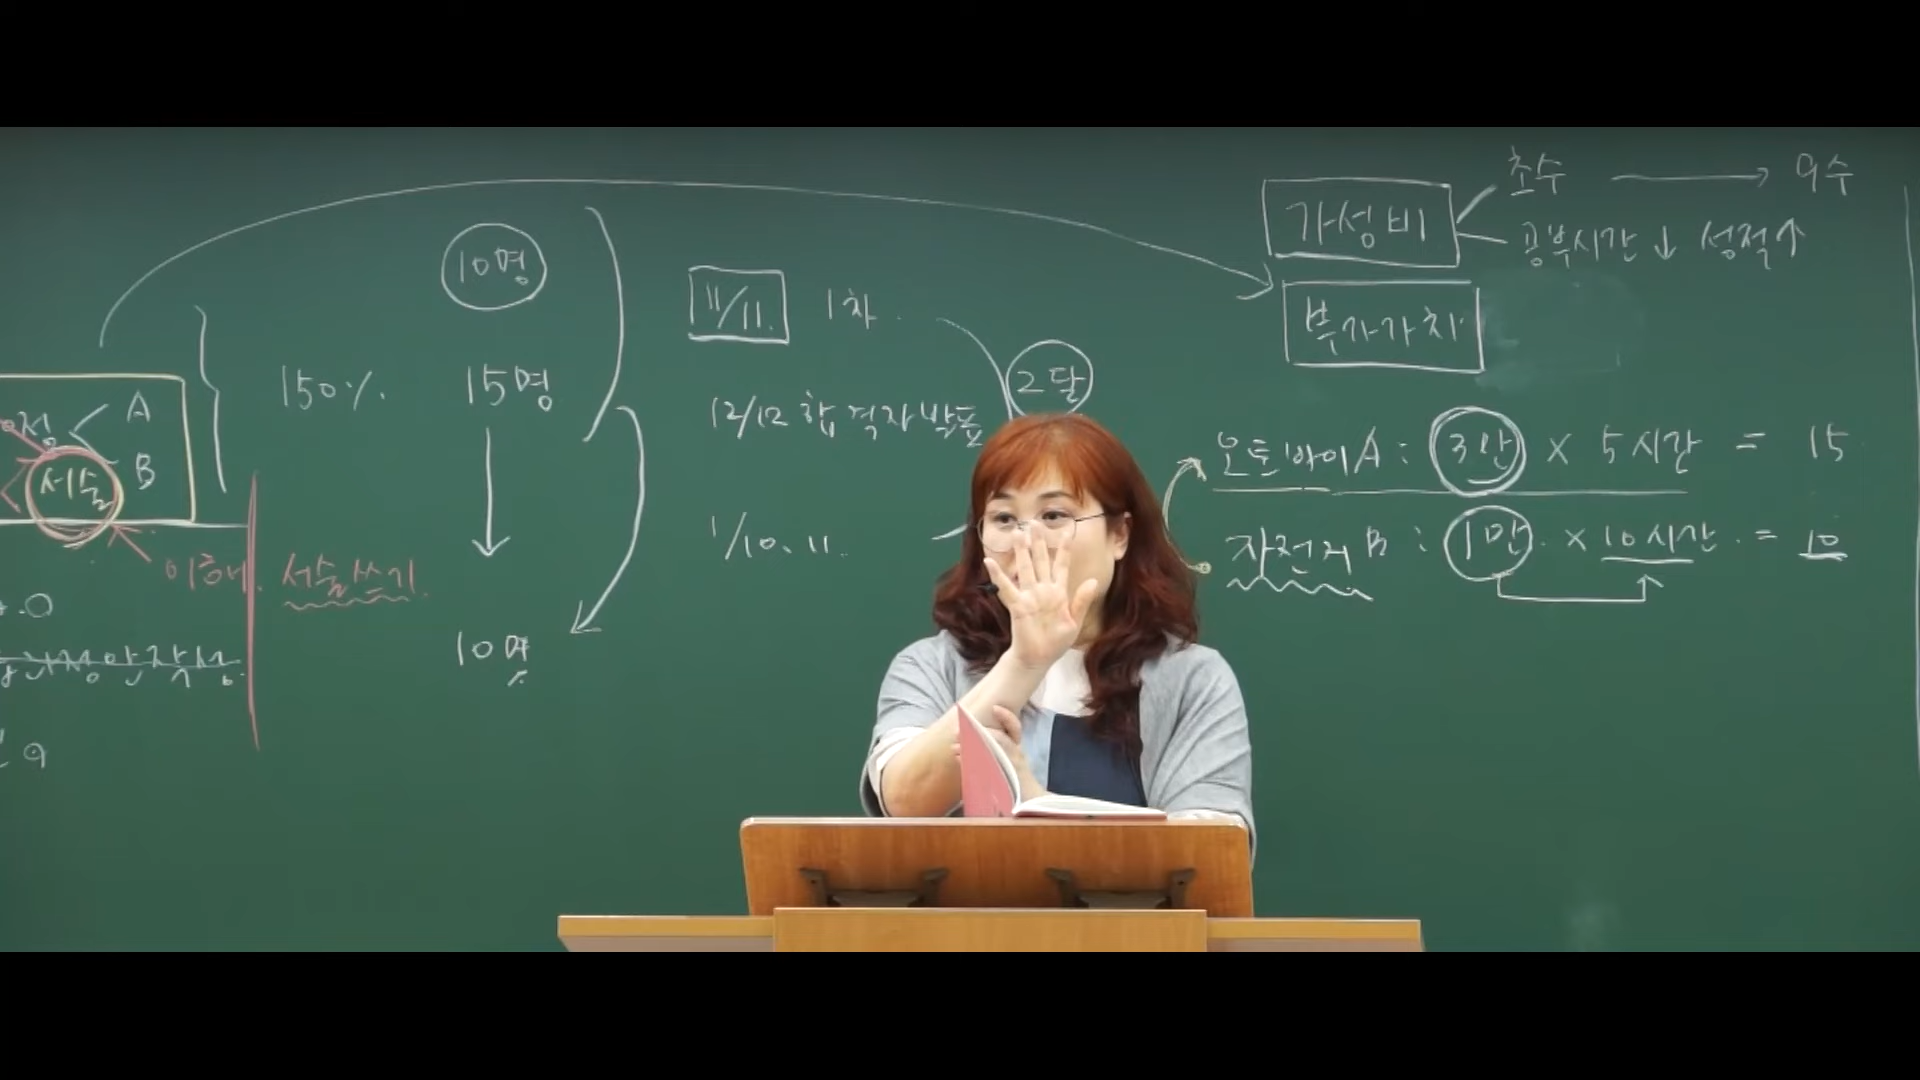 초수 → 9수
가성비
공부시간 ↓ 성적↑
부가가치
10명
11/11. 1차.
2달
150%. 15명
12/12 합격자발표
A
B
서술
오토바이 A : 3만 × 5시간 = 15
자전거 B : 1만. × 10시간. = 10
1/10. 11.
이해. 서술쓰기.
10명